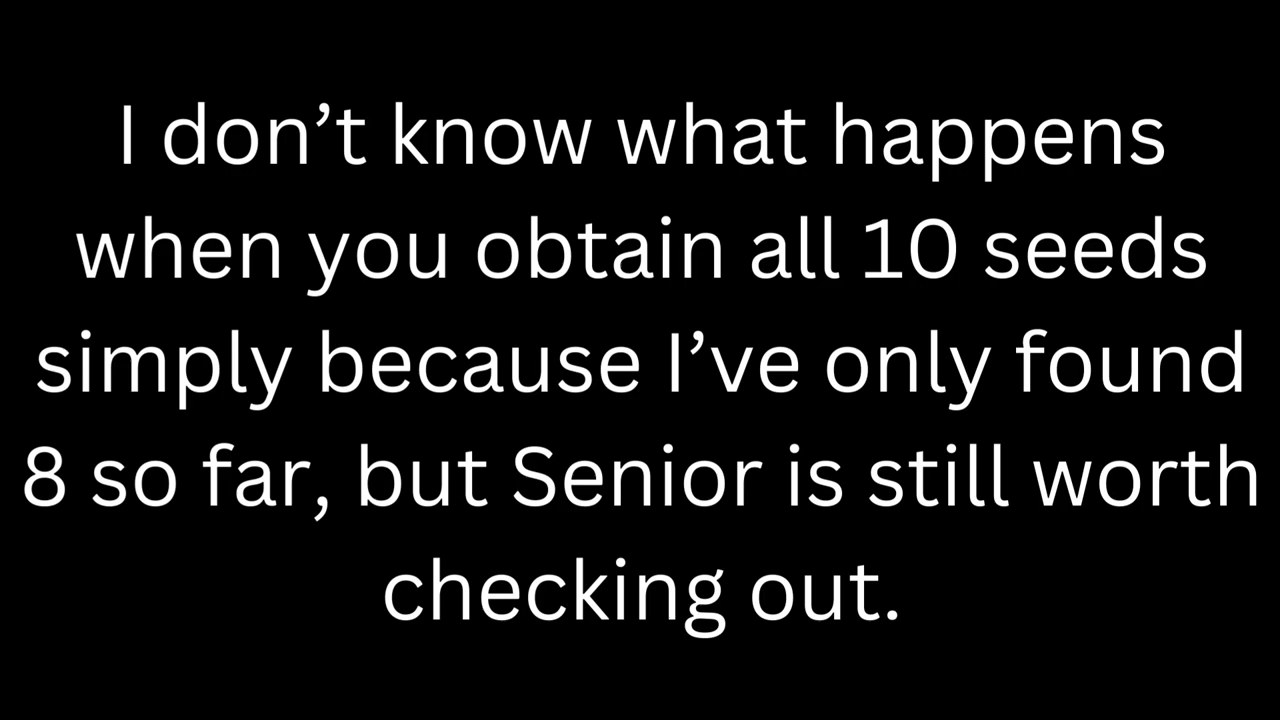 I don’t know what happens
when you obtain all 10 seeds
simply because I’ve only found
8 so far, but Senior is still worth
checking out.